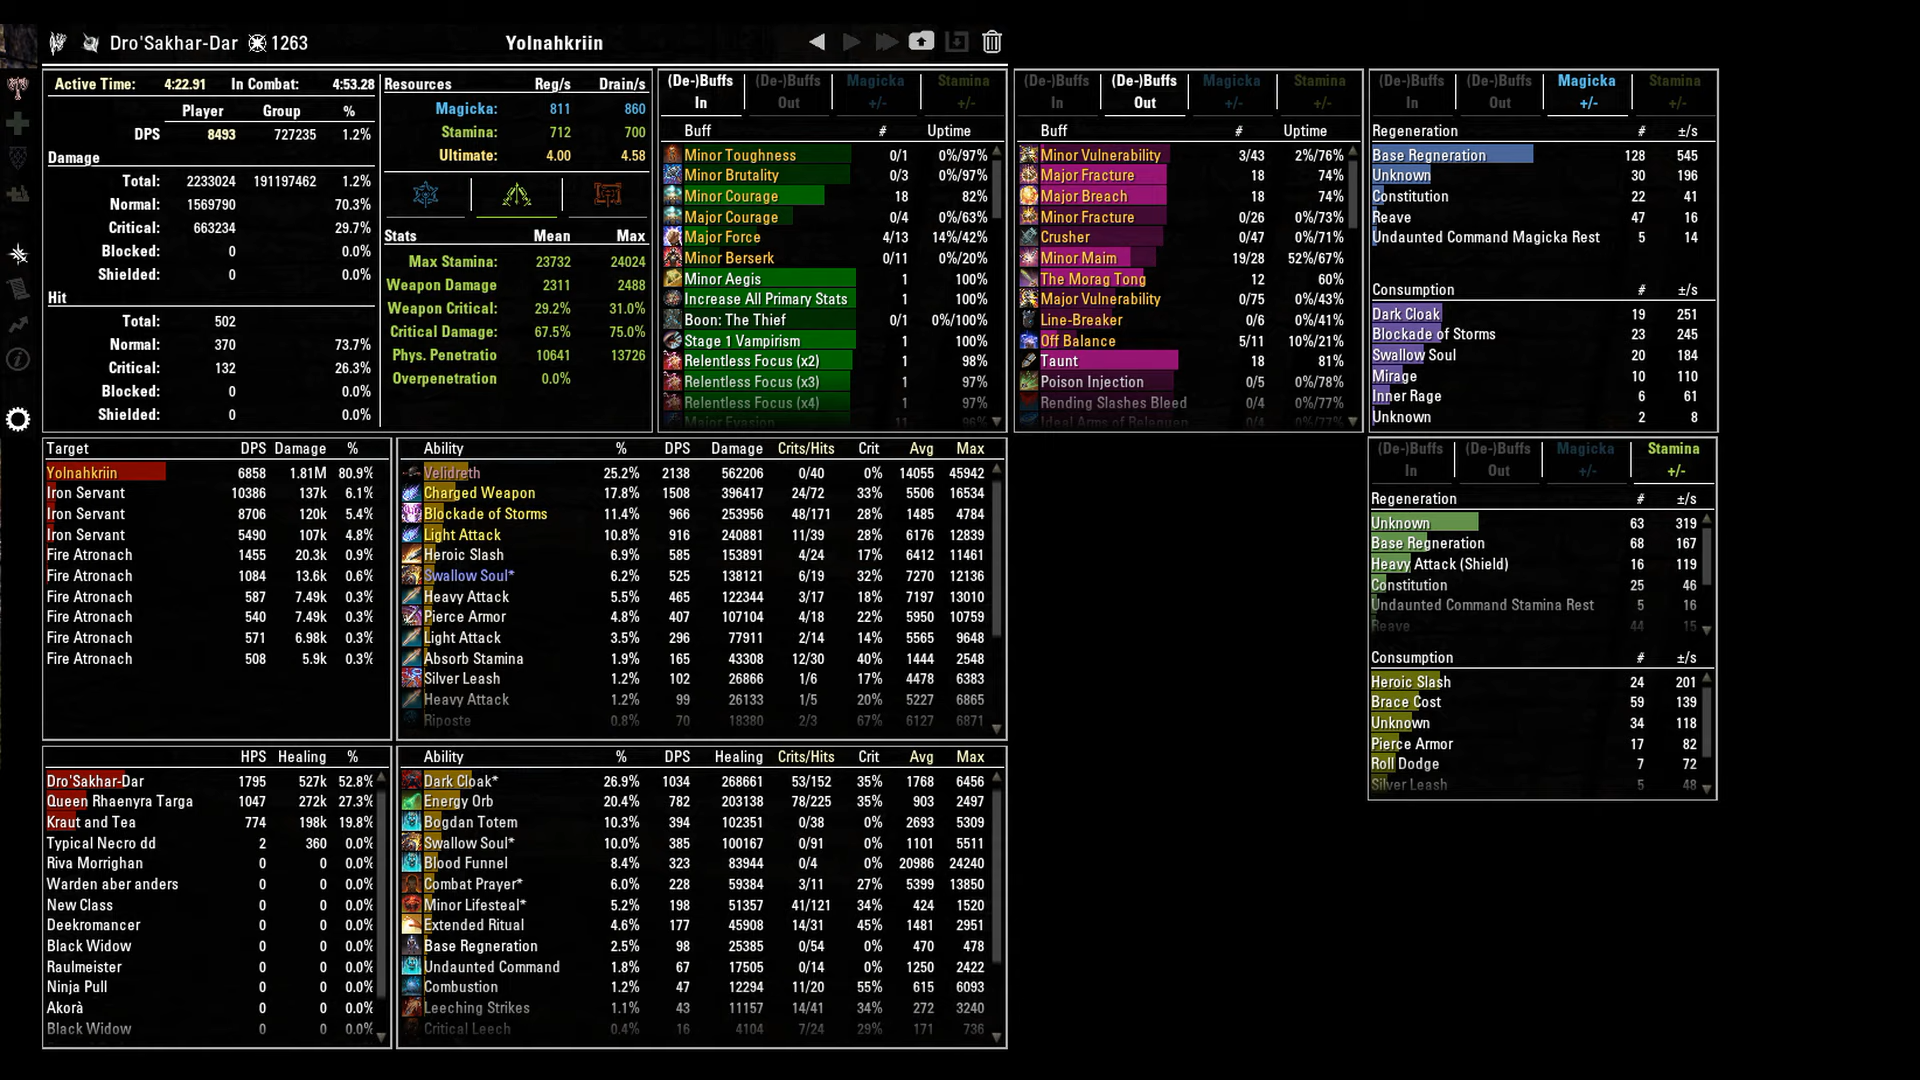 Dro'Sakhar-Dar 1263 Yolnahkriin
Active Time: 4:22.91 In Combat: 4:53.28
Player Group %
DPS 8493 727235 1.2%
Damage
Total: 2233024 191197462 1.2%
Normal: 1569790 70.3%
Critical: 663234 29.7%
Blocked: 0 0.0%
Shielded: 0 0.0%
Hit
Total: 502
Normal: 370 73.7%
Critical: 132 26.3%
Blocked: 0 0.0%
Shielded: 0 0.0%
Resources Reg/s Drain/s
Magicka: 811 860
Stamina: 712 700
Ultimate: 4.00 4.58
Stats Mean Max
Max Stamina: 23732 24024
Weapon Damage 2311 2488
Weapon Critical: 29.2% 31.0%
Critical Damage: 67.5% 75.0%
Phys. Penetratio 10641 13726
Overpenetration 0.0%
(De-)Buffs In (De-)Buffs Out Magicka +/- Stamina +/-
Buff # Uptime
Minor Toughness 0/1 0%/97%
Minor Brutality 0/3 0%/97%
Minor Courage 18 82%
Major Courage 0/4 0%/63%
Major Force 4/13 14%/42%
Minor Berserk 0/11 0%/20%
Minor Aegis 1 100%
Increase All Primary Stats 1 100%
Boon: The Thief 0/1 0%/100%
Stage 1 Vampirism 1 100%
Relentless Focus (x2) 1 98%
Relentless Focus (x3) 1 97%
Relentless Focus (x4) 1 97%
Major Evasion 11 96%
(De-)Buffs In (De-)Buffs Out Magicka +/- Stamina +/-
Buff # Uptime
Minor Vulnerability 3/43 2%/76%
Major Fracture 18 74%
Major Breach 18 74%
Minor Fracture 0/26 0%/73%
Crusher 0/47 0%/71%
Minor Maim 19/28 52%/67%
The Morag Tong 12 60%
Major Vulnerability 0/75 0%/43%
Line-Breaker 0/6 0%/41%
Off Balance 5/11 10%/21%
Taunt 18 81%
Poison Injection 0/5 0%/78%
Rending Slashes Bleed 0/4 0%/77%
0/4 0%/77%
(De-)Buffs In (De-)Buffs Out Magicka +/- Stamina +/-
Regeneration # ±/s
Base Regneration 128 545
Unknown 30 196
Constitution 22 41
Reave 47 16
Undaunted Command Magicka Rest 5 14
Consumption # ±/s
Dark Cloak 19 251
Blockade of Storms 23 245
Swallow Soul 20 184
Mirage 10 110
Inner Rage 6 61
Unknown 2 8
Target DPS Damage %
Yolnahkriin 6858 1.81M 80.9%
Iron Servant 10386 137k 6.1%
Iron Servant 8706 120k 5.4%
Iron Servant 5490 107k 4.8%
Fire Atronach 1455 20.3k 0.9%
Fire Atronach 1084 13.6k 0.6%
Fire Atronach 587 7.49k 0.3%
Fire Atronach 540 7.49k 0.3%
Fire Atronach 571 6.98k 0.3%
Fire Atronach 508 5.9k 0.3%
Ability % DPS Damage Crits/Hits Crit Avg Max
Velidreth 25.2% 2138 562206 0/40 0% 14055 45942
Charged Weapon 17.8% 1508 396417 24/72 33% 5506 16534
Blockade of Storms 11.4% 966 253956 48/171 28% 1485 4784
Light Attack 10.8% 916 240881 11/39 28% 6176 12839
Heroic Slash 6.9% 585 153891 4/24 17% 6412 11461
Swallow Soul* 6.2% 525 138121 6/19 32% 7270 12136
Heavy Attack 5.5% 465 122344 3/17 18% 7197 13010
Pierce Armor 4.8% 407 107104 4/18 22% 5950 10759
Light Attack 3.5% 296 77911 2/14 14% 5565 9648
Absorb Stamina 1.9% 165 43308 12/30 40% 1444 2548
Silver Leash 1.2% 102 26866 1/6 17% 4478 6383
Heavy Attack 1.2% 99 26133 1/5 20% 5227 6865
Riposte 0.8% 70 18380 2/3 67% 6127 6871
(De-)Buffs In (De-)Buffs Out Magicka +/- Stamina +/-
Regeneration # ±/s
Unknown 63 319
Base Regneration 68 167
Heavy Attack (Shield) 16 119
Constitution 25 46
Undaunted Command Stamina Rest 5 16
Reave 44 15
Consumption # ±/s
Heroic Slash 24 201
Brace Cost 59 139
Unknown 34 118
Pierce Armor 17 82
Roll Dodge 7 72
Silver Leash 5 48
HPS Healing %
Dro'Sakhar-Dar 1795 527k 52.8%
Queen Rhaenyra Targa 1047 272k 27.3%
Kraut and Tea 774 198k 19.8%
Typical Necro dd 2 360 0.0%
Riva Morrighan 0 0 0.0%
Warden aber anders 0 0 0.0%
New Class 0 0 0.0%
Deekromancer 0 0 0.0%
Black Widow 0 0 0.0%
Raulmeister 0 0 0.0%
Ninja Pull 0 0 0.0%
Akorà 0 0 0.0%
Black Widow 0 0 0.0%
Ability % DPS Healing Crits/Hits Crit Avg Max
Dark Cloak* 26.9% 1034 268661 53/152 35% 1768 6456
Energy Orb 20.4% 782 203138 78/225 35% 903 2497
Bogdan Totem 10.3% 394 102351 0/38 0% 2693 5309
Swallow Soul* 10.0% 385 100167 0/91 0% 1101 5511
Blood Funnel 8.4% 323 83944 0/4 0% 20986 24240
Combat Prayer* 6.0% 228 59384 3/11 27% 5399 13850
Minor Lifesteal* 5.2% 198 51357 41/121 34% 424 1520
Extended Ritual 4.6% 177 45908 14/31 45% 1481 2951
Base Regneration 2.5% 98 25385 0/54 0% 470 478
Undaunted Command 1.8% 67 17505 0/14 0% 1250 2422
Combustion 1.2% 47 12294 11/20 55% 615 6093
Leeching Strikes 1.1% 43 11157 14/41 34% 272 3240
Critical Leech 0.4% 16 4104 7/24 29% 171 736